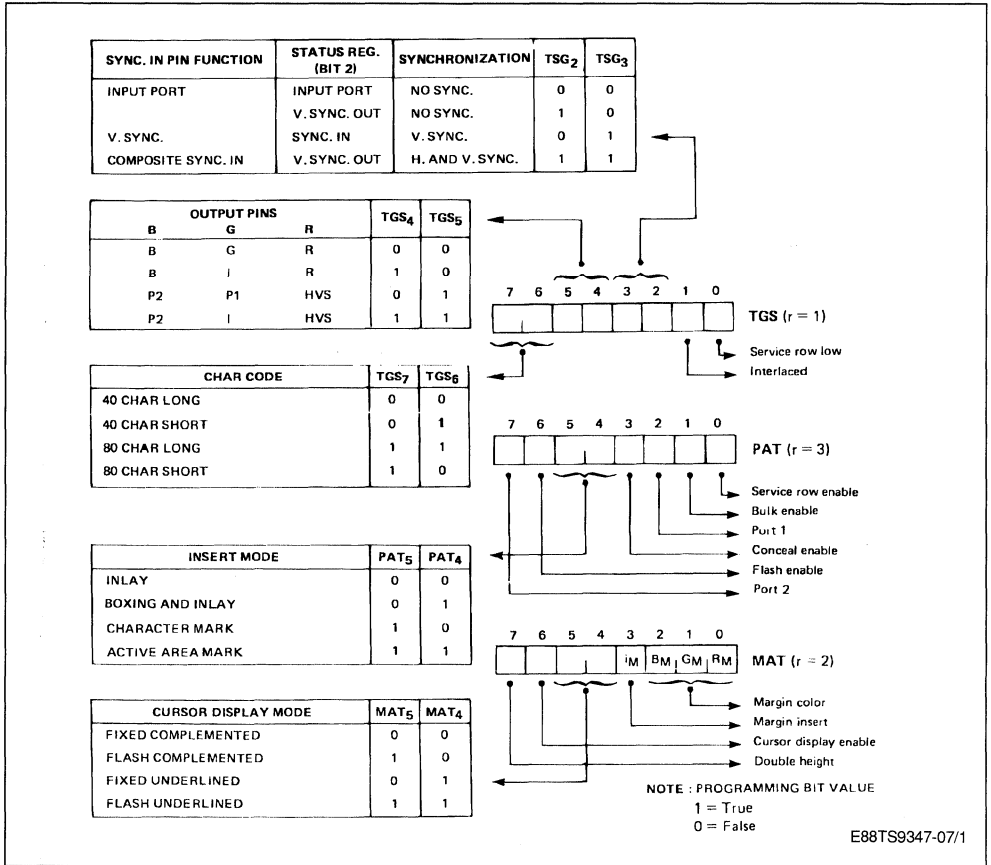 SYNC. IN PIN FUNCTION STATUS REG. (BIT 2) SYNCHRONIZATION TSG2 TSG3
INPUT PORT INPUT PORT NO SYNC. 0 0
V. SYNC. OUT NO SYNC. 1 0
V. SYNC. SYNC. IN V. SYNC. 0 1
COMPOSITE SYNC. IN V. SYNC. OUT H. AND V. SYNC. 1 1
OUTPUT PINS TGS4 TGS5
B G R
B G R 0 0
B I R 1 0
P2 P1 HVS 0 1
P2 I HVS 1 1
7 6 5 4 3 2 1 0
TGS (r = 1)
Service row low
Interlaced
CHAR CODE TGS7 TGS6
40 CHAR LONG 0 0
40 CHAR SHORT 0 1
80 CHAR LONG 1 1
80 CHAR SHORT 1 0
7 6 5 4 3 2 1 0
PAT (r = 3)
Service row enable
Bulk enable
Port 1
Conceal enable
Flash enable
Port 2
INSERT MODE PAT5 PAT4
INLAY 0 0
BOXING AND INLAY 0 1
CHARACTER MARK 1 0
ACTIVE AREA MARK 1 1
7 6 5 4 3 2 1 0
iM BM GM RM MAT (r = 2)
Margin color
Margin insert
Cursor display enable
Double height
CURSOR DISPLAY MODE MAT5 MAT4
FIXED COMPLEMENTED 0 0
FLASH COMPLEMENTED 1 0
FIXED UNDERLINED 0 1
FLASH UNDERLINED 1 1
NOTE : PROGRAMMING BIT VALUE
1 = True
0 = False
E88TS9347-07/1